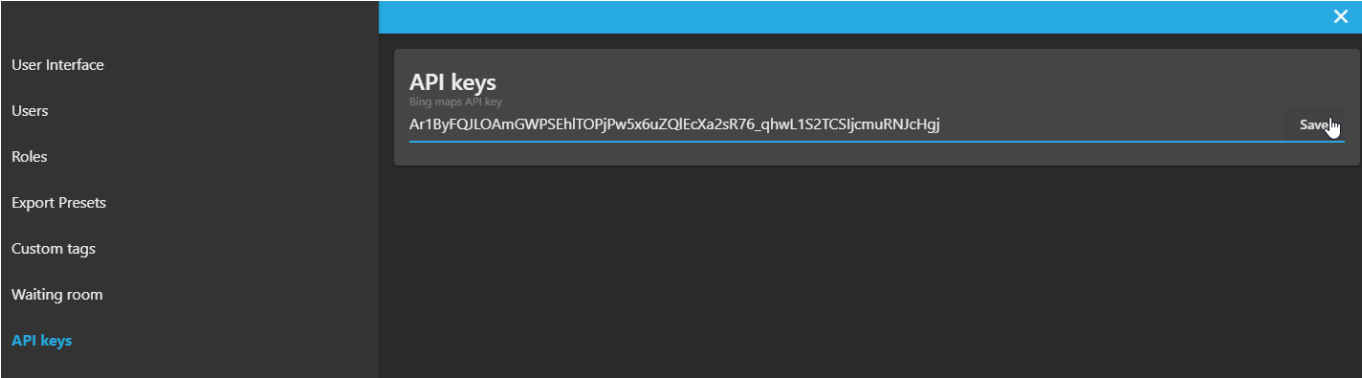 User Interface
Users
Roles
Export Presets
Custom tags
Waiting room
API keys
API keys
Bing maps API key
Ar1ByFQJLOAmGWPSEhlTOPjPw5x6uZQlEcXa2sR76_qhwL1S2TCSIjcmuRNJcHgj
Save